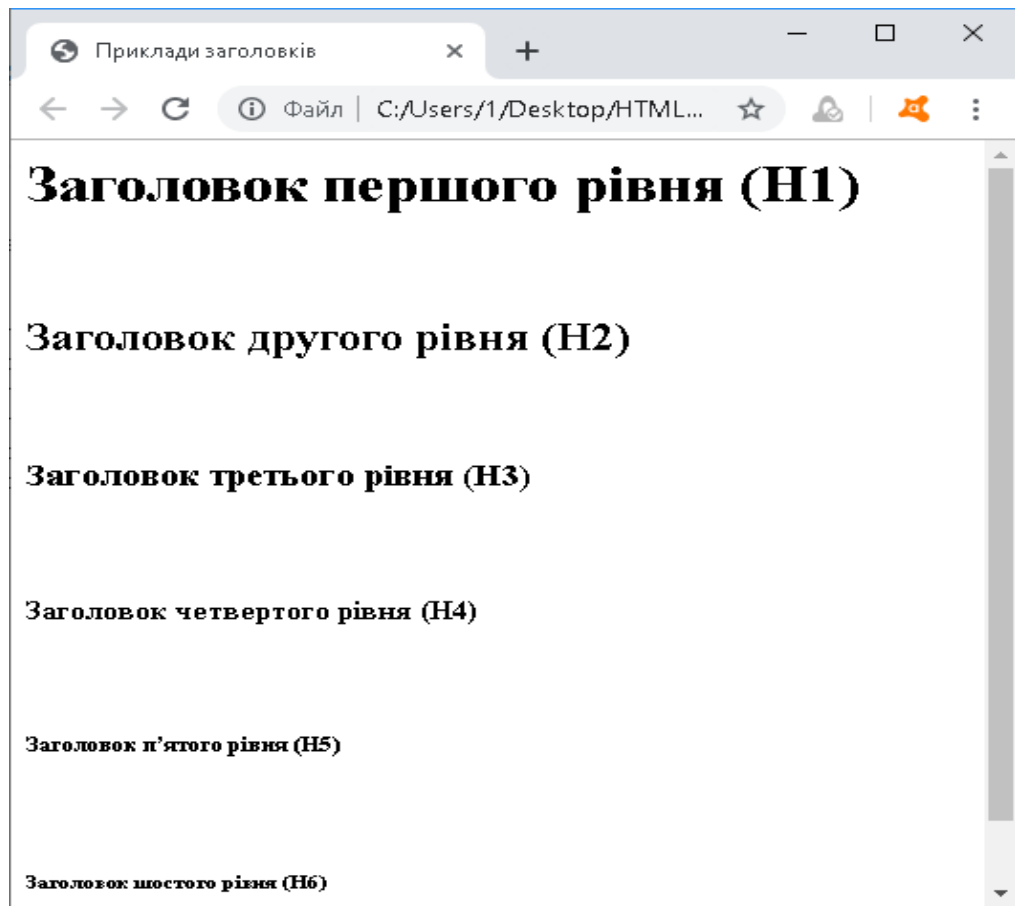 Приклади заголовків
Файл | C:/Users/1/Desktop/HTML...
Заголовок першого рівня (H1)
Заголовок другого рівня (H2)
Заголовок третього рівня (H3)
Заголовок четвертого рівня (H4)
Заголовок п’ятого рівня (H5)
Заголовок шостого рівня (H6)